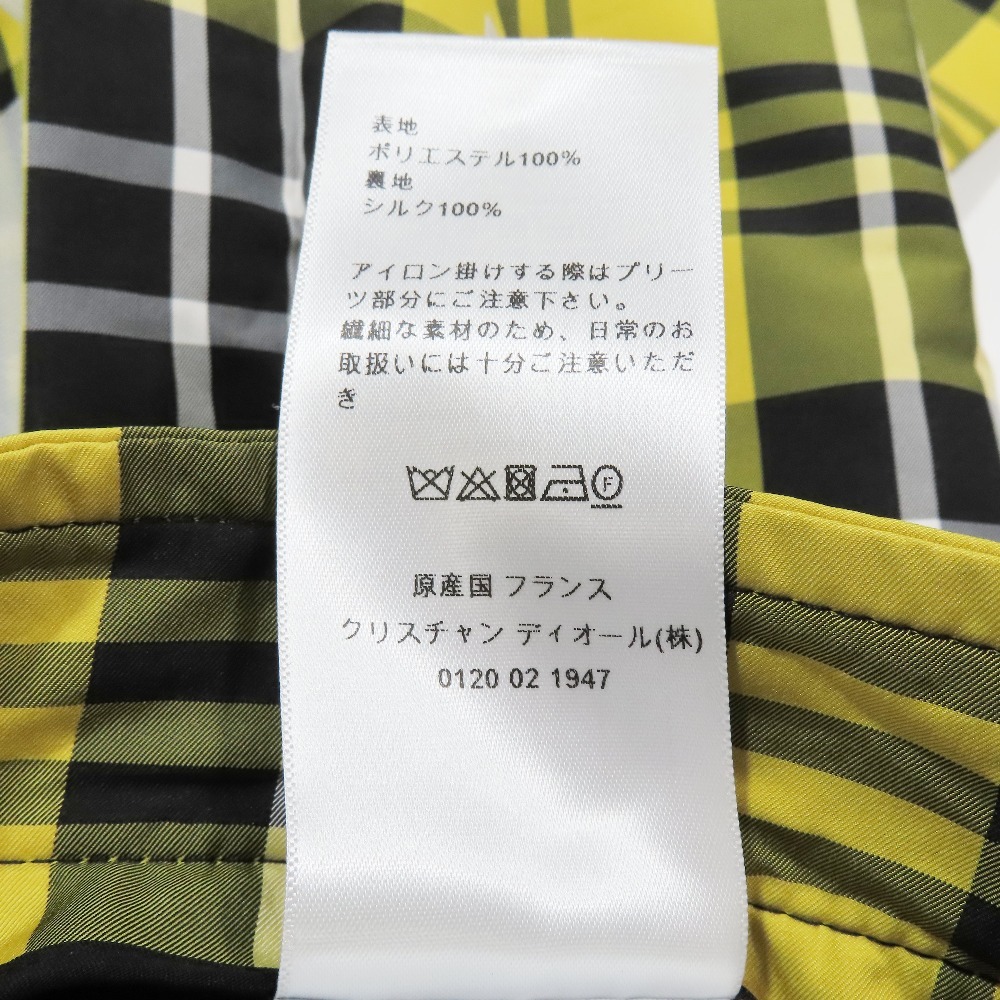 表地
ポリエステル100%
裏地
シルク100%
アイロン掛けする際はプリー
ツ部分にご注意下さい。
繊細な素材のため、日常のお
取扱いには十分ご注意いただ
き
F
原産国 フランス
クリスチャン ディオール(株)
0120 02 1947